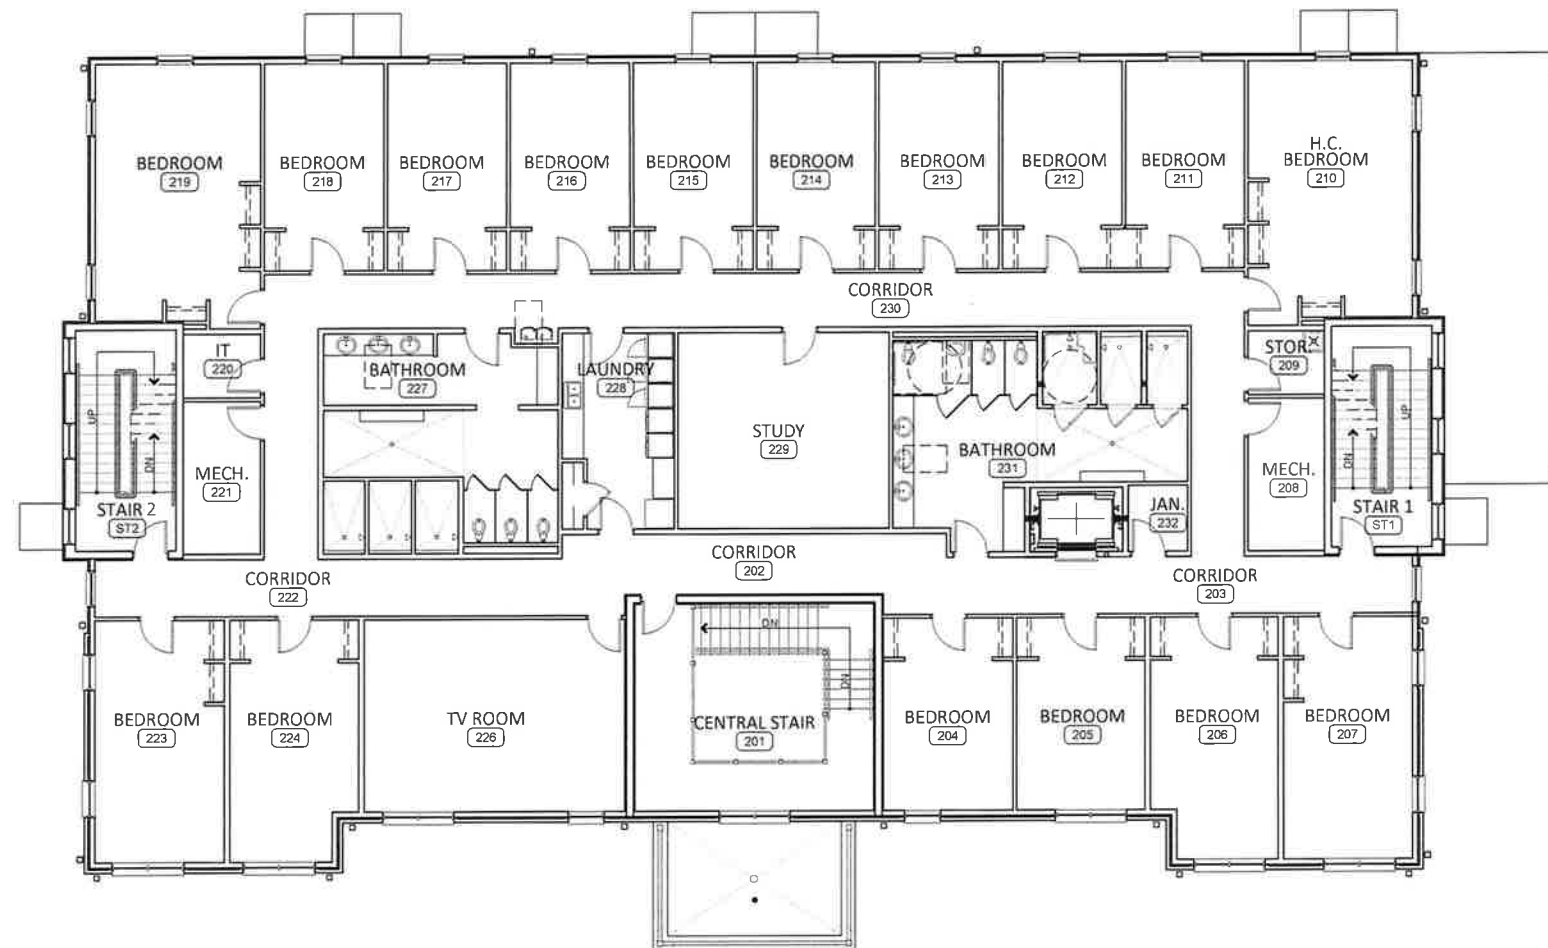 BEDROOM
219
BEDROOM
218
BEDROOM
217
BEDROOM
216
BEDROOM
215
BEDROOM
214
BEDROOM
213
BEDROOM
212
BEDROOM
211
H.C.
BEDROOM
210
CORRIDOR
230
IT
220
BATHROOM
227
LAUNDRY
228
STUDY
229
BATHROOM
231
STOR.
209
MECH.
221
MECH.
208
JAN.
232
UP
DN
STAIR 2
ST2
UP
DN
STAIR 1
ST1
CORRIDOR
222
CORRIDOR
202
CORRIDOR
203
DN
DN
BEDROOM
223
BEDROOM
224
TV ROOM
226
CENTRAL STAIR
201
BEDROOM
204
BEDROOM
205
BEDROOM
206
BEDROOM
207